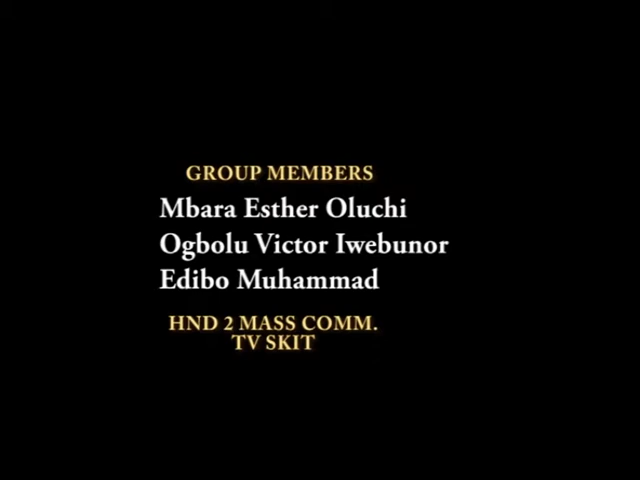 GROUP MEMBERS
Mbara Esther Oluchi
Ogbolu Victor Iwebunor
Edibo Muhammad
HND 2 MASS COMM.
TV SKIT